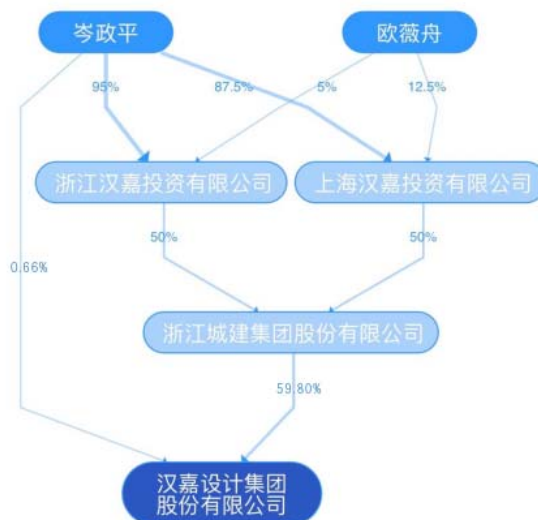 岑政平
欧薇舟
95%
87.5%
5%
12.5%
浙江汉嘉投资有限公司
上海汉嘉投资有限公司
50%
50%
0.66%
浙江城建集团股份有限公司
59.80%
汉嘉设计集团
股份有限公司